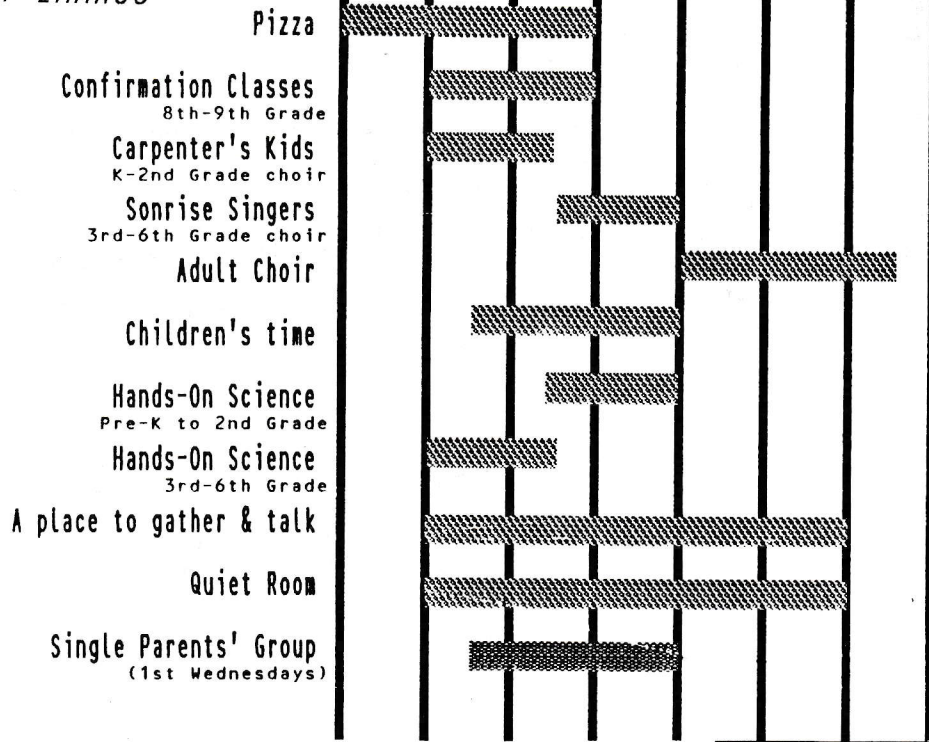 Pizza
Confirmation Classes
8th-9th Grade
Carpenter's Kids
K-2nd Grade choir
Sonrise Singers
3rd-6th Grade choir
Adult Choir
Children's time
Hands-On Science
Pre-K to 2nd Grade
Hands-On Science
3rd-6th Grade
A place to gather & talk
Quiet Room
Single Parents' Group
(1st Wednesdays)